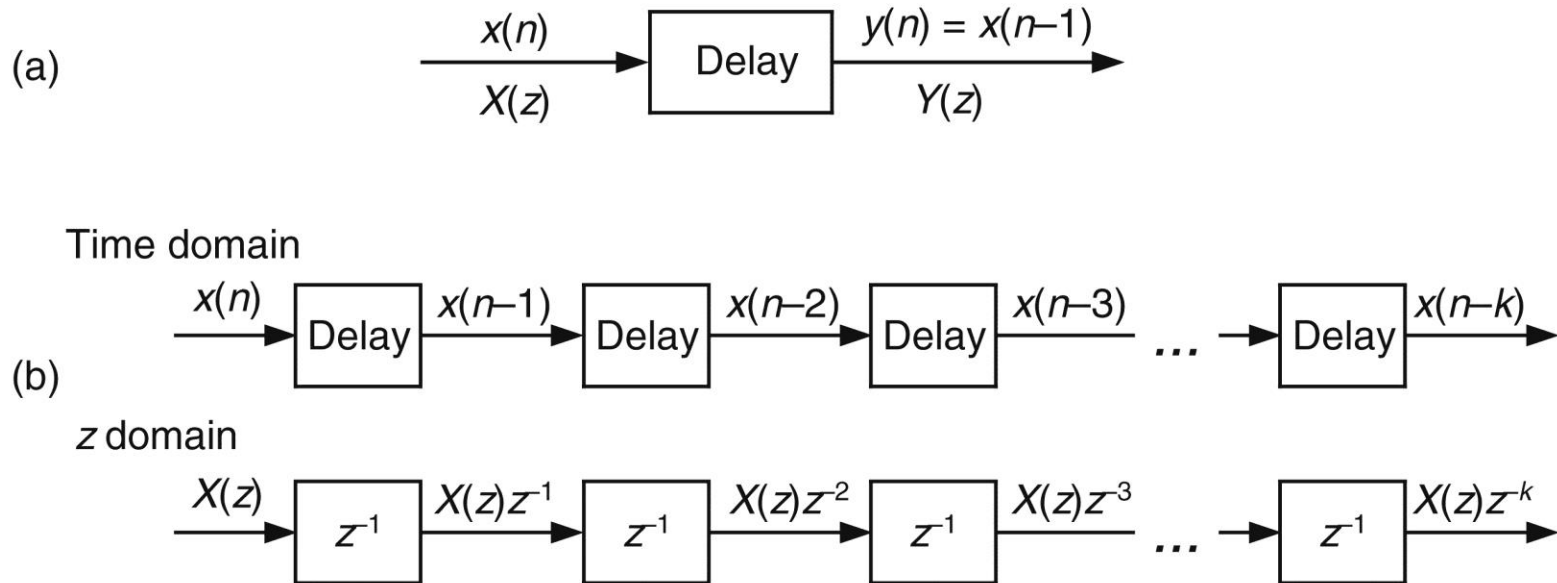 x(n) y(n) = x(n–1)
(a) Delay
X(z) Y(z)
Time domain
x(n) x(n–1) x(n–2) x(n–3) x(n–k)
Delay Delay Delay ... Delay
(b)
z domain
X(z) X(z)z⁻¹ X(z)z⁻² X(z)z⁻³ X(z)z⁻ᵏ
z⁻¹ z⁻¹ z⁻¹ ... z⁻¹